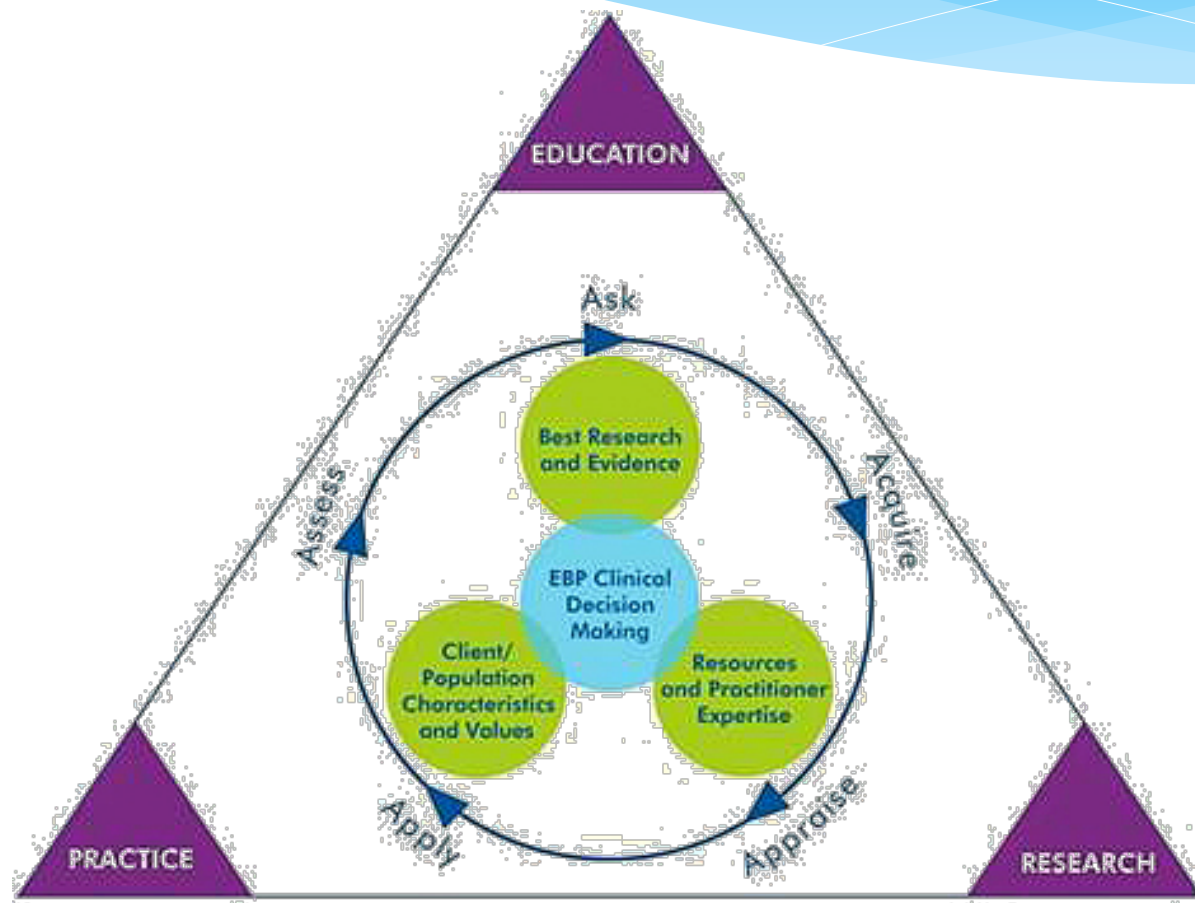 EDUCATION
Ask
Best Research
and Evidence
Acquire
Assess
EBP Clinical
Decision
Making
Client/
Population
Characteristics
and Values
Resources
and Practitioner
Expertise
Apply
Appraise
PRACTICE
RESEARCH